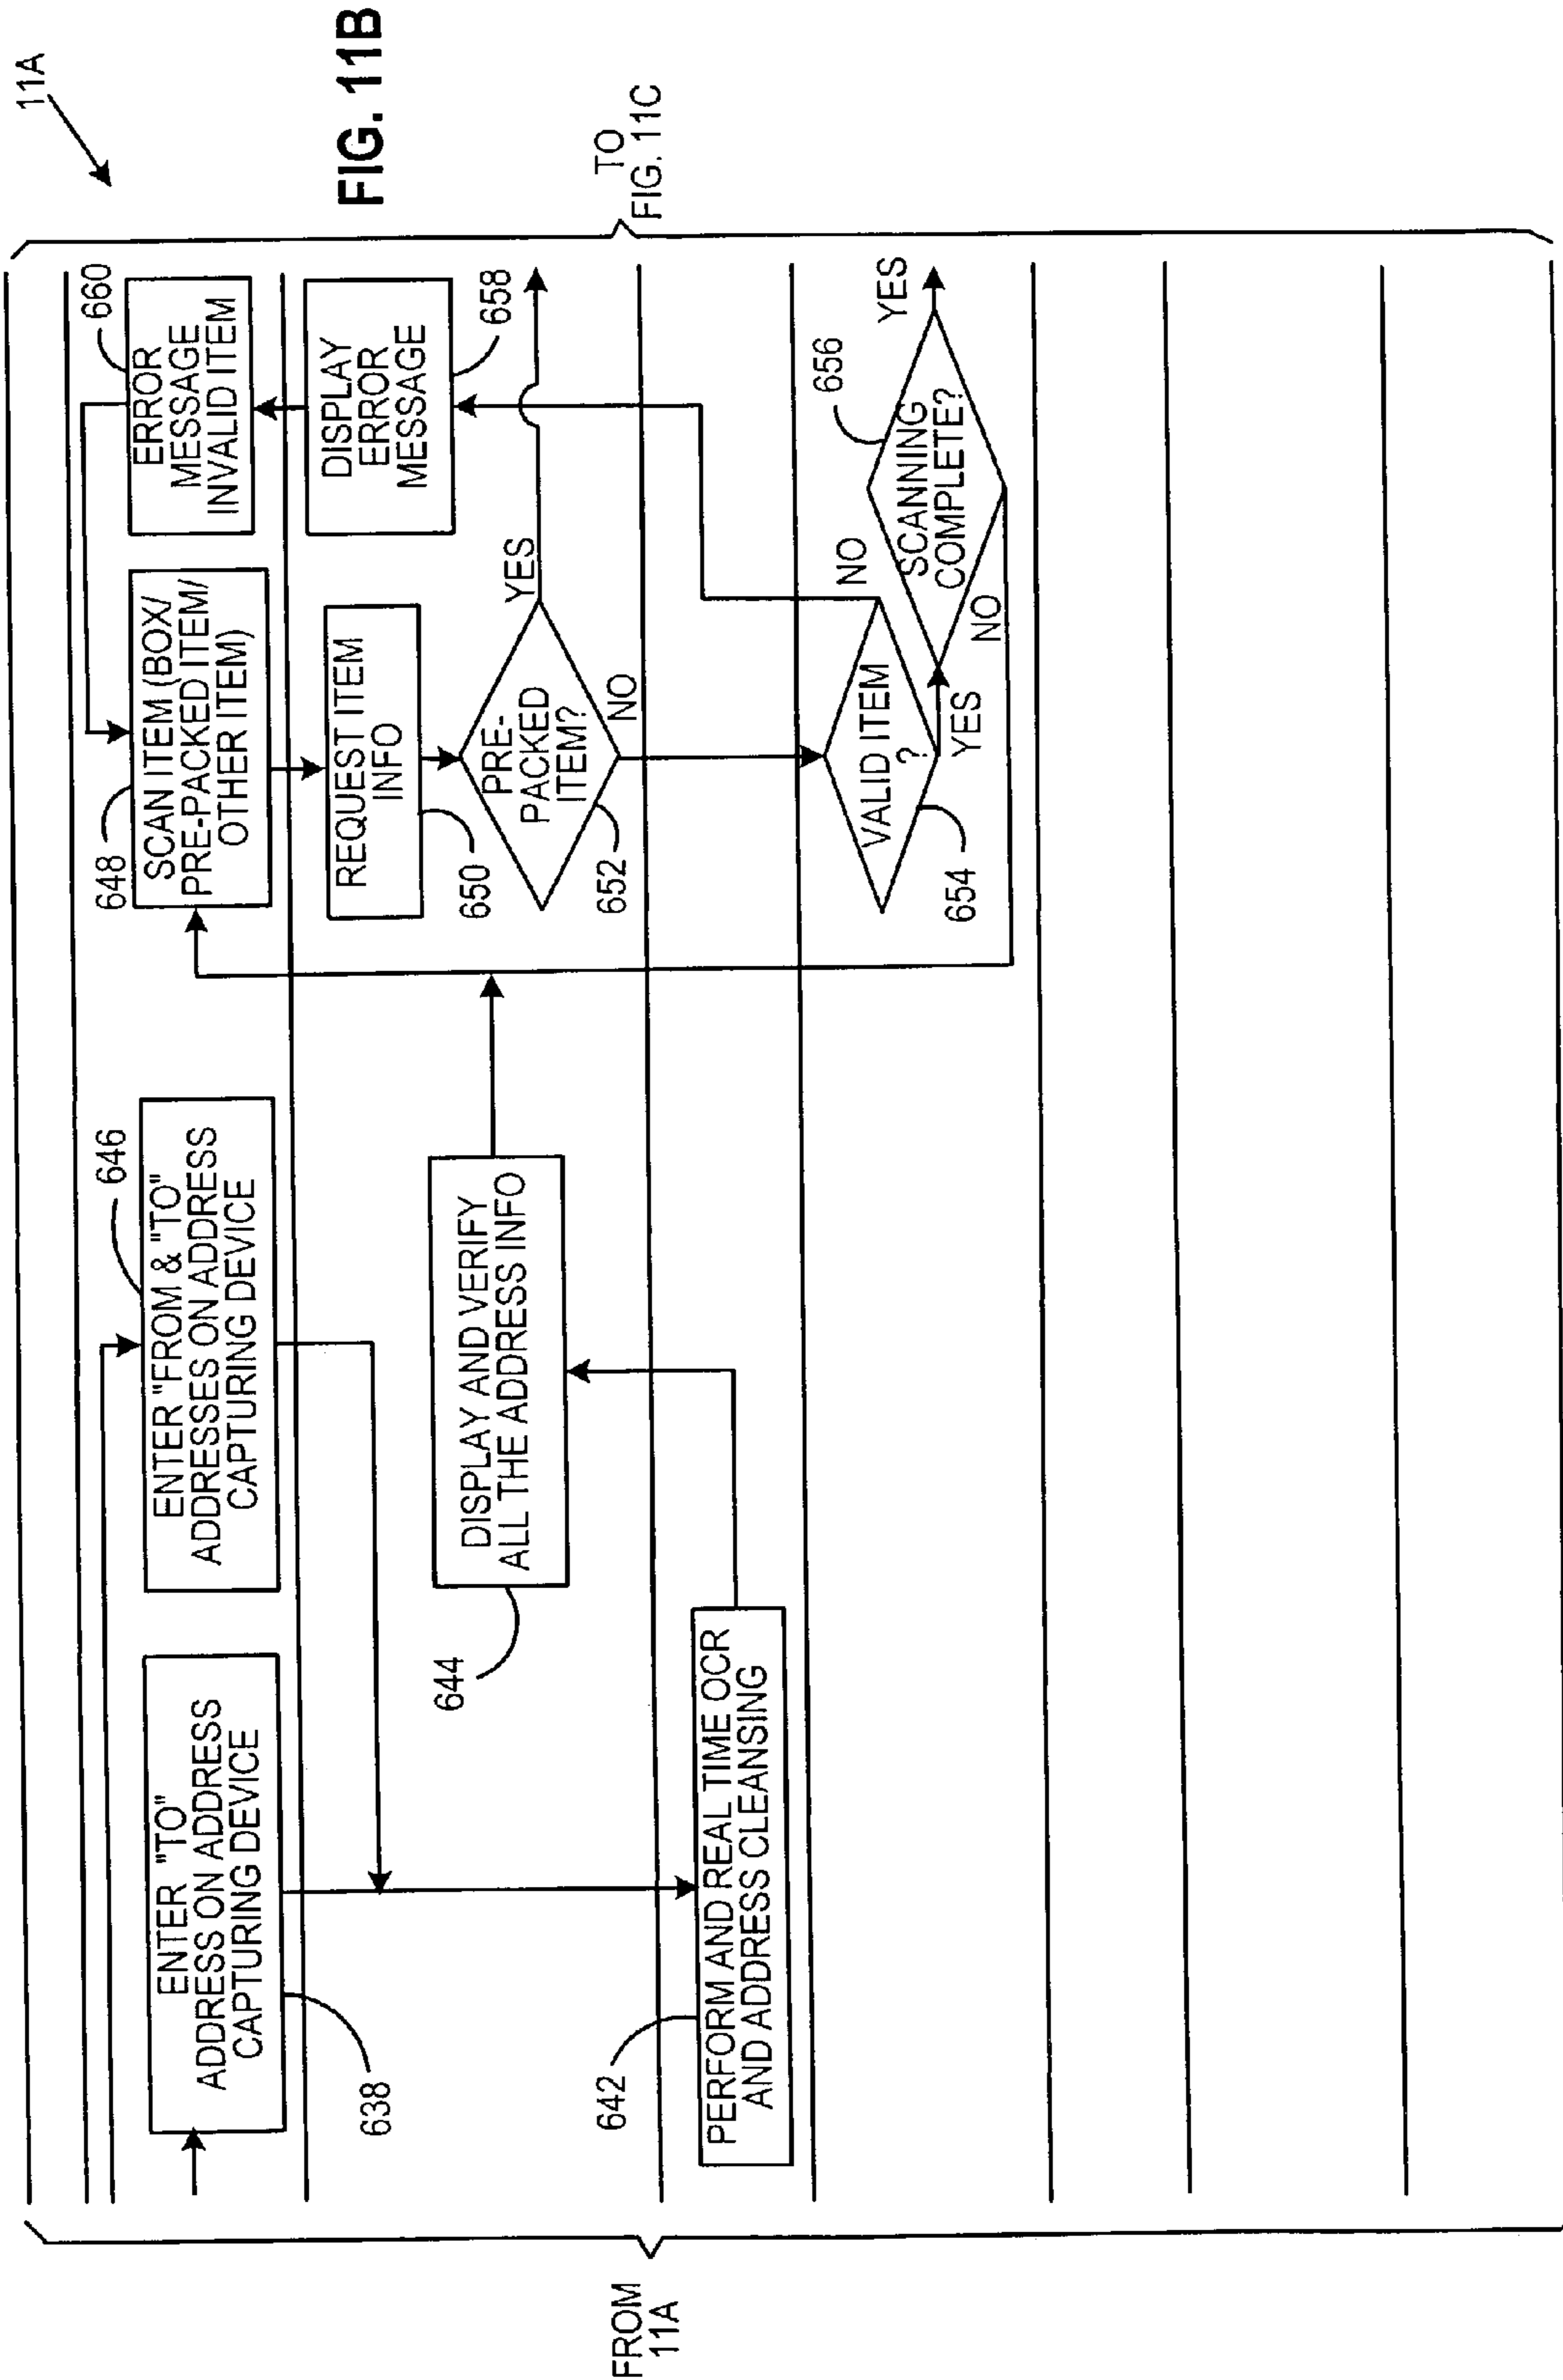 11A
FIG. 11B
FROM
11A
TO
FIG. 11C
ENTER "TO"
ADDRESS ON ADDRESS
CAPTURING DEVICE
638
ENTER "FROM & "TO"
ADDRESSES ON ADDRESS
CAPTURING DEVICE
646
PERFORM AND REAL TIME OCR
AND ADDRESS CLEANSING
642
DISPLAY AND VERIFY
ALL THE ADDRESS INFO
644
SCAN ITEM (BOX/
PRE-PACKED ITEM/
OTHER ITEM)
648
REQUEST ITEM
INFO
650
PRE-
PACKED
ITEM?
652
YES
NO
VALID ITEM
?
654
NO
YES
SCANNING
COMPLETE?
656
YES
NO
DISPLAY
ERROR
MESSAGE
658
ERROR
MESSAGE
INVALID ITEM
660